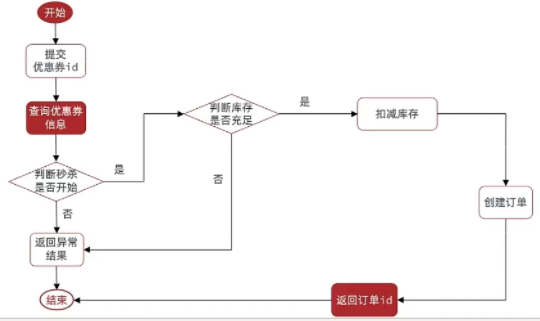 开始
提交
优惠券id
查询优惠券
信息
判断秒杀
是否开始
是
否
判断库存
是否充足
是
否
扣减库存
创建订单
返回异常
结果
返回订单id
结束